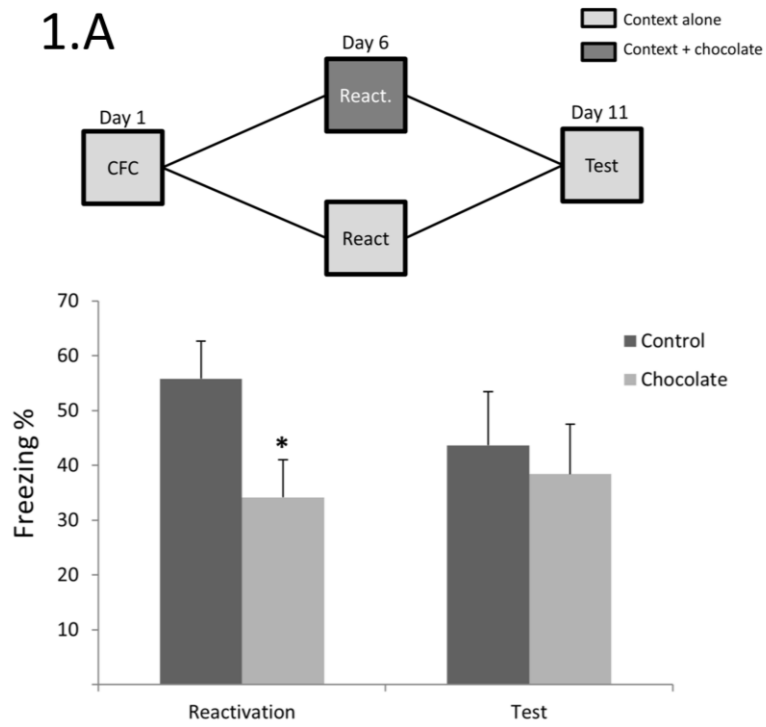 1.A
Context alone
Context + chocolate
Day 6
React.
Day 1
CFC
Day 11
Test
React
70
60
50
40
30
20
10
Freezing %
Control
Chocolate
*
Reactivation
Test